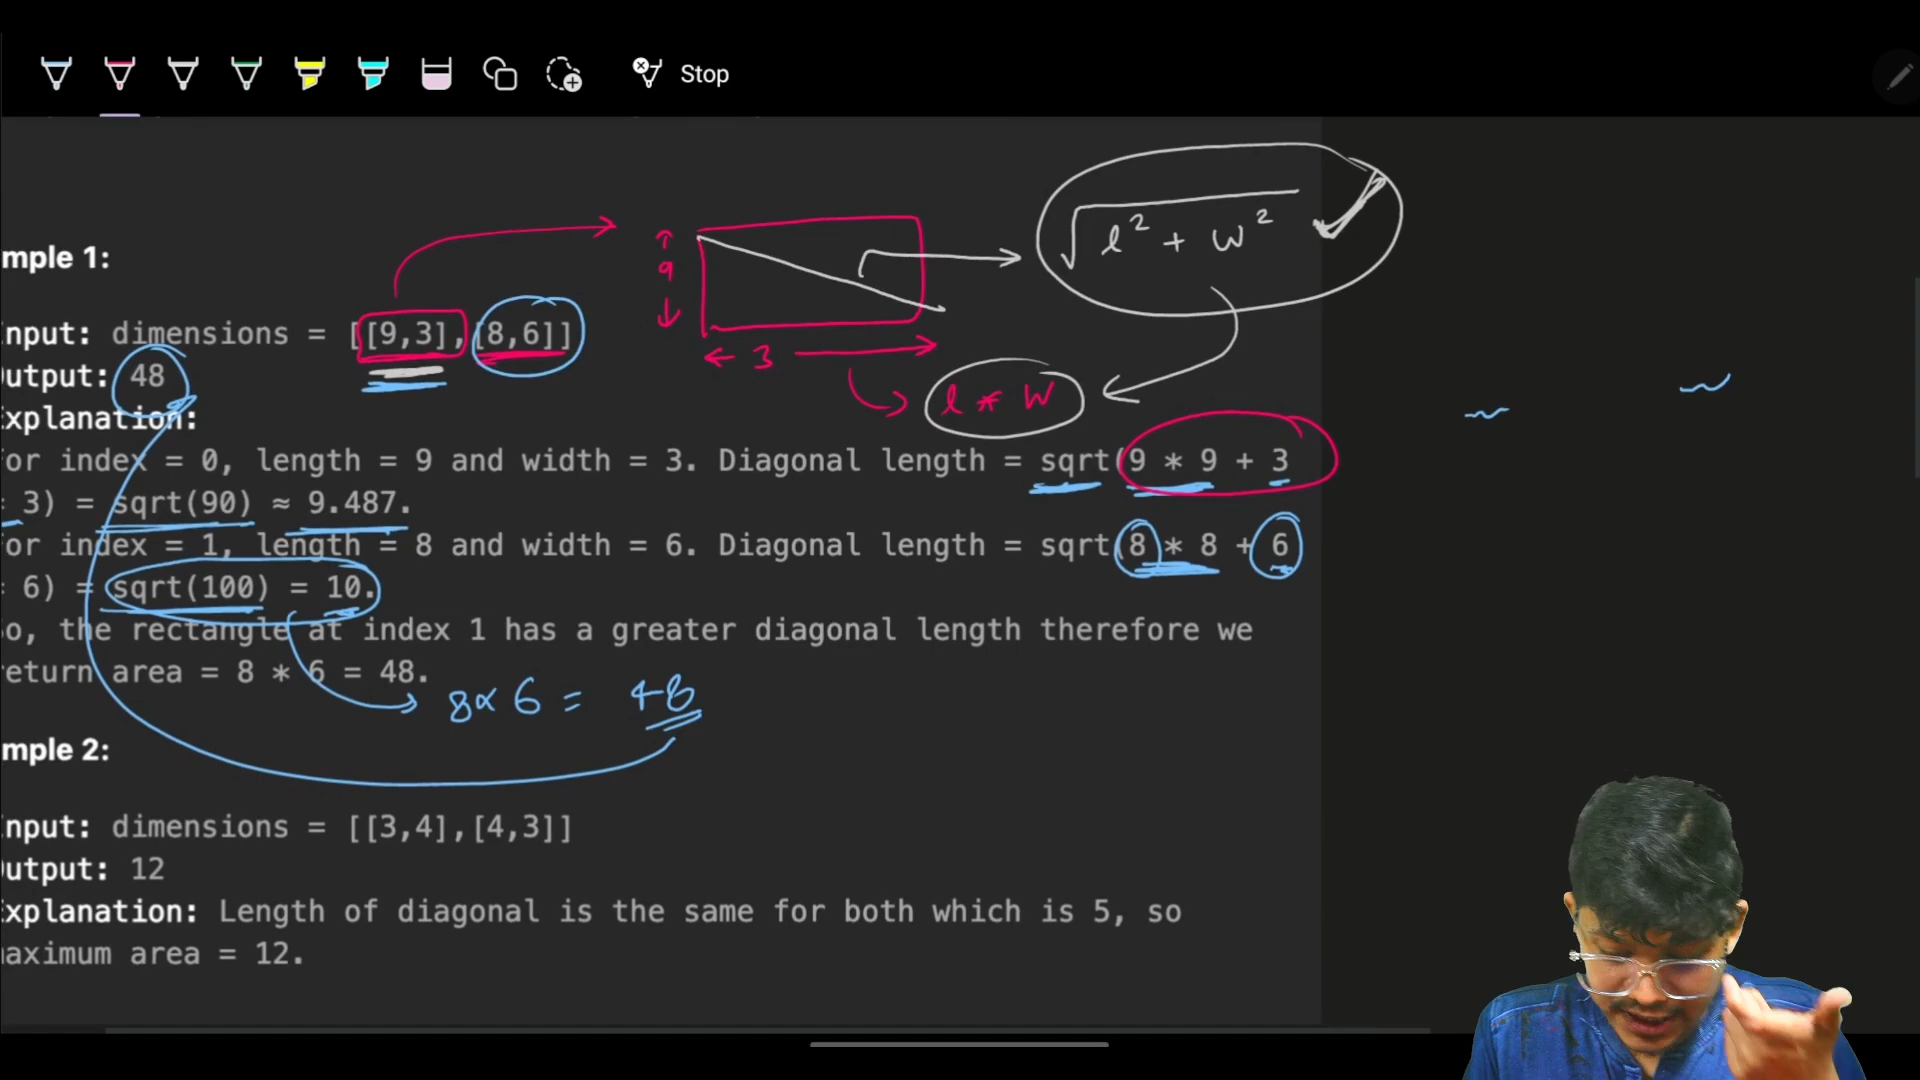 Stop
√ l² + w²
mple 1:
9
nput: dimensions = [[9,3],[8,6]]
3
utput: 48
l * W
xplanation:
or index = 0, length = 9 and width = 3. Diagonal length = sqrt(9 * 9 + 3
3) = sqrt(90) ≈ 9.487.
or index = 1, length = 8 and width = 6. Diagonal length = sqrt(8 * 8 + 6
* 6) = sqrt(100) = 10.
o, the rectangle at index 1 has a greater diagonal length therefore we
eturn area = 8 * 6 = 48.
8 x 6 = 48
mple 2:
nput: dimensions = [[3,4],[4,3]]
utput: 12
xplanation: Length of diagonal is the same for both which is 5, so
aximum area = 12.